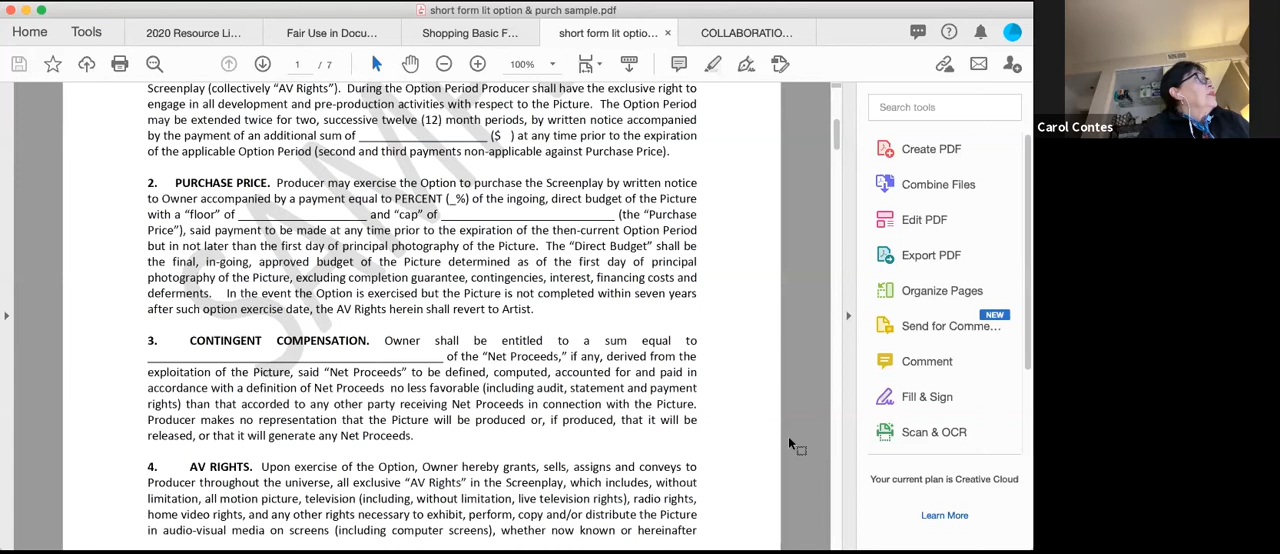 short form lit option & purch sample.pdf
Home Tools 2020 Resource Li... Fair Use in Docu... Shopping Basic F... short form lit optio... × COLLABORATIO...
1 / 7 100%
Screenplay (collectively “AV Rights”). During the Option Period Producer shall have the exclusive right to
engage in all development and pre-production activities with respect to the Picture. The Option Period
may be extended twice for two, successive twelve (12) month periods, by written notice accompanied
by the payment of an additional sum of ____________________ ($ ) at any time prior to the expiration
of the applicable Option Period (second and third payments non-applicable against Purchase Price).
2. PURCHASE PRICE. Producer may exercise the Option to purchase the Screenplay by written notice
to Owner accompanied by a payment equal to PERCENT (_%) of the ingoing, direct budget of the Picture
with a “floor” of ____________________ and “cap” of ___________________________ (the “Purchase
Price”), said payment to be made at any time prior to the expiration of the then-current Option Period
but in not later than the first day of principal photography of the Picture. The “Direct Budget” shall be
the final, in-going, approved budget of the Picture determined as of the first day of principal
photography of the Picture, excluding completion guarantee, contingencies, interest, financing costs and
deferments. In the event the Option is exercised but the Picture is not completed within seven years
after such option exercise date, the AV Rights herein shall revert to Artist.
3. CONTINGENT COMPENSATION. Owner shall be entitled to a sum equal to
______________________________________________ of the “Net Proceeds,” if any, derived from the
exploitation of the Picture, said “Net Proceeds” to be defined, computed, accounted for and paid in
accordance with a definition of Net Proceeds no less favorable (including audit, statement and payment
rights) than that accorded to any other party receiving Net Proceeds in connection with the Picture.
Producer makes no representation that the Picture will be produced or, if produced, that it will be
released, or that it will generate any Net Proceeds.
4. AV RIGHTS. Upon exercise of the Option, Owner hereby grants, sells, assigns and conveys to
Producer throughout the universe, all exclusive “AV Rights” in the Screenplay, which includes, without
limitation, all motion picture, television (including, without limitation, live television rights), radio rights,
home video rights, and any other rights necessary to exhibit, perform, copy and/or distribute the Picture
in audio-visual media on screens (including computer screens), whether now known or hereinafter
SAMP
Search tools
Create PDF
Combine Files
Edit PDF
Export PDF
Organize Pages
NEW
Send for Comme...
Comment
Fill & Sign
Scan & OCR
Your current plan is Creative Cloud
Learn More
Carol Contes